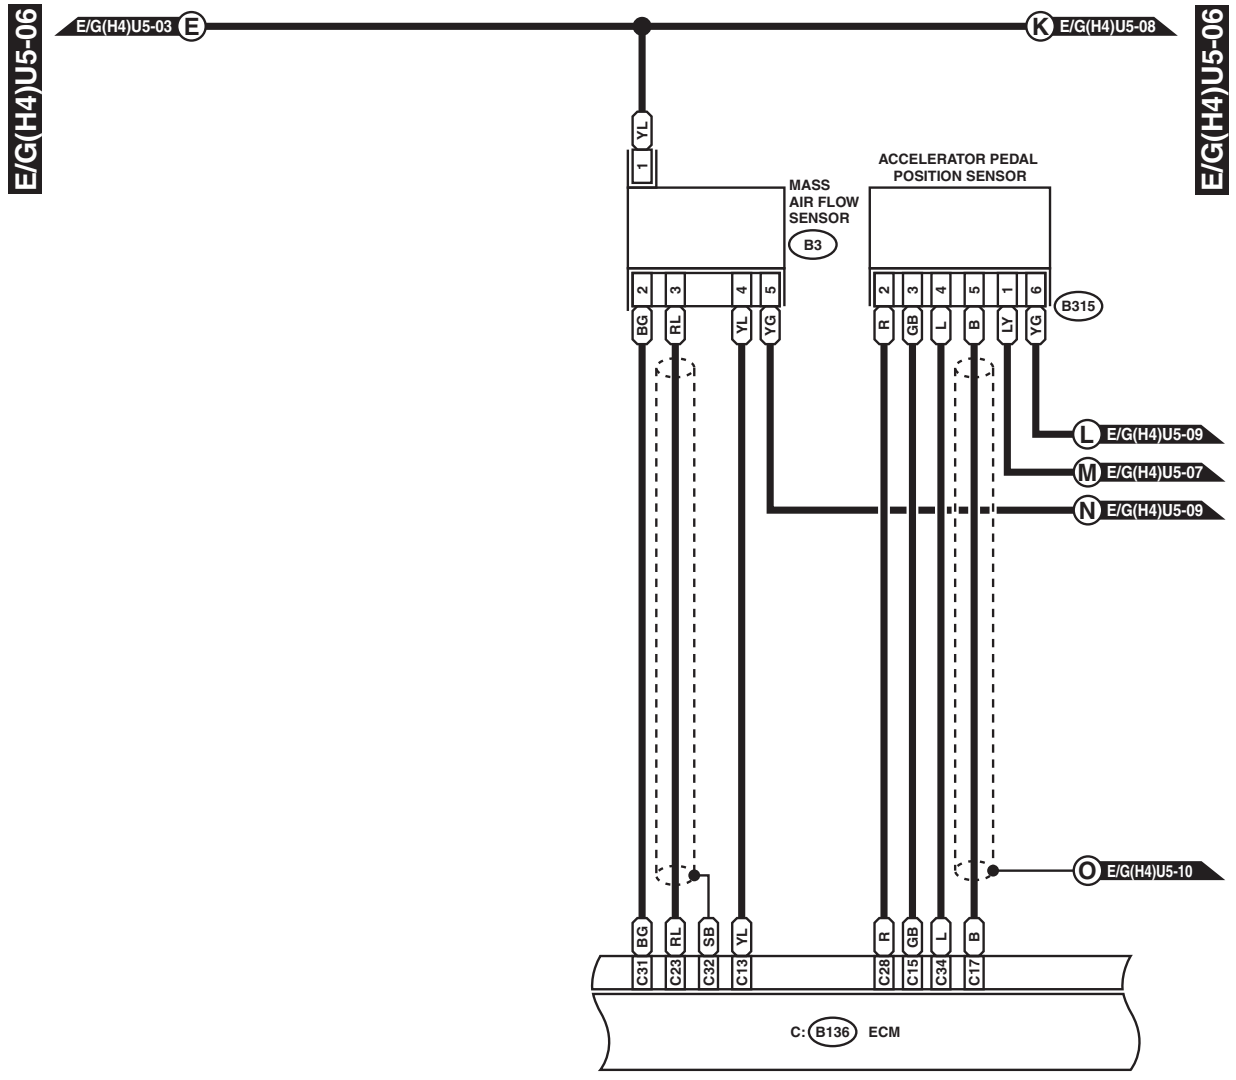 E/G(H4)U5-06
E/G(H4)U5-03 E
K E/G(H4)U5-08
E/G(H4)U5-06
YL
1
MASS
AIR FLOW
SENSOR
B3
ACCELERATOR PEDAL
POSITION SENSOR
2 3 4 5
2 3 4 5 1 6
B315
BG RL YL YG
R GB L B LY YG
L E/G(H4)U5-09
M E/G(H4)U5-07
N E/G(H4)U5-09
O E/G(H4)U5-10
BG RL SB YL
R GB L B
C31 C23 C32 C13
C28 C15 C34 C17
C: B136 ECM